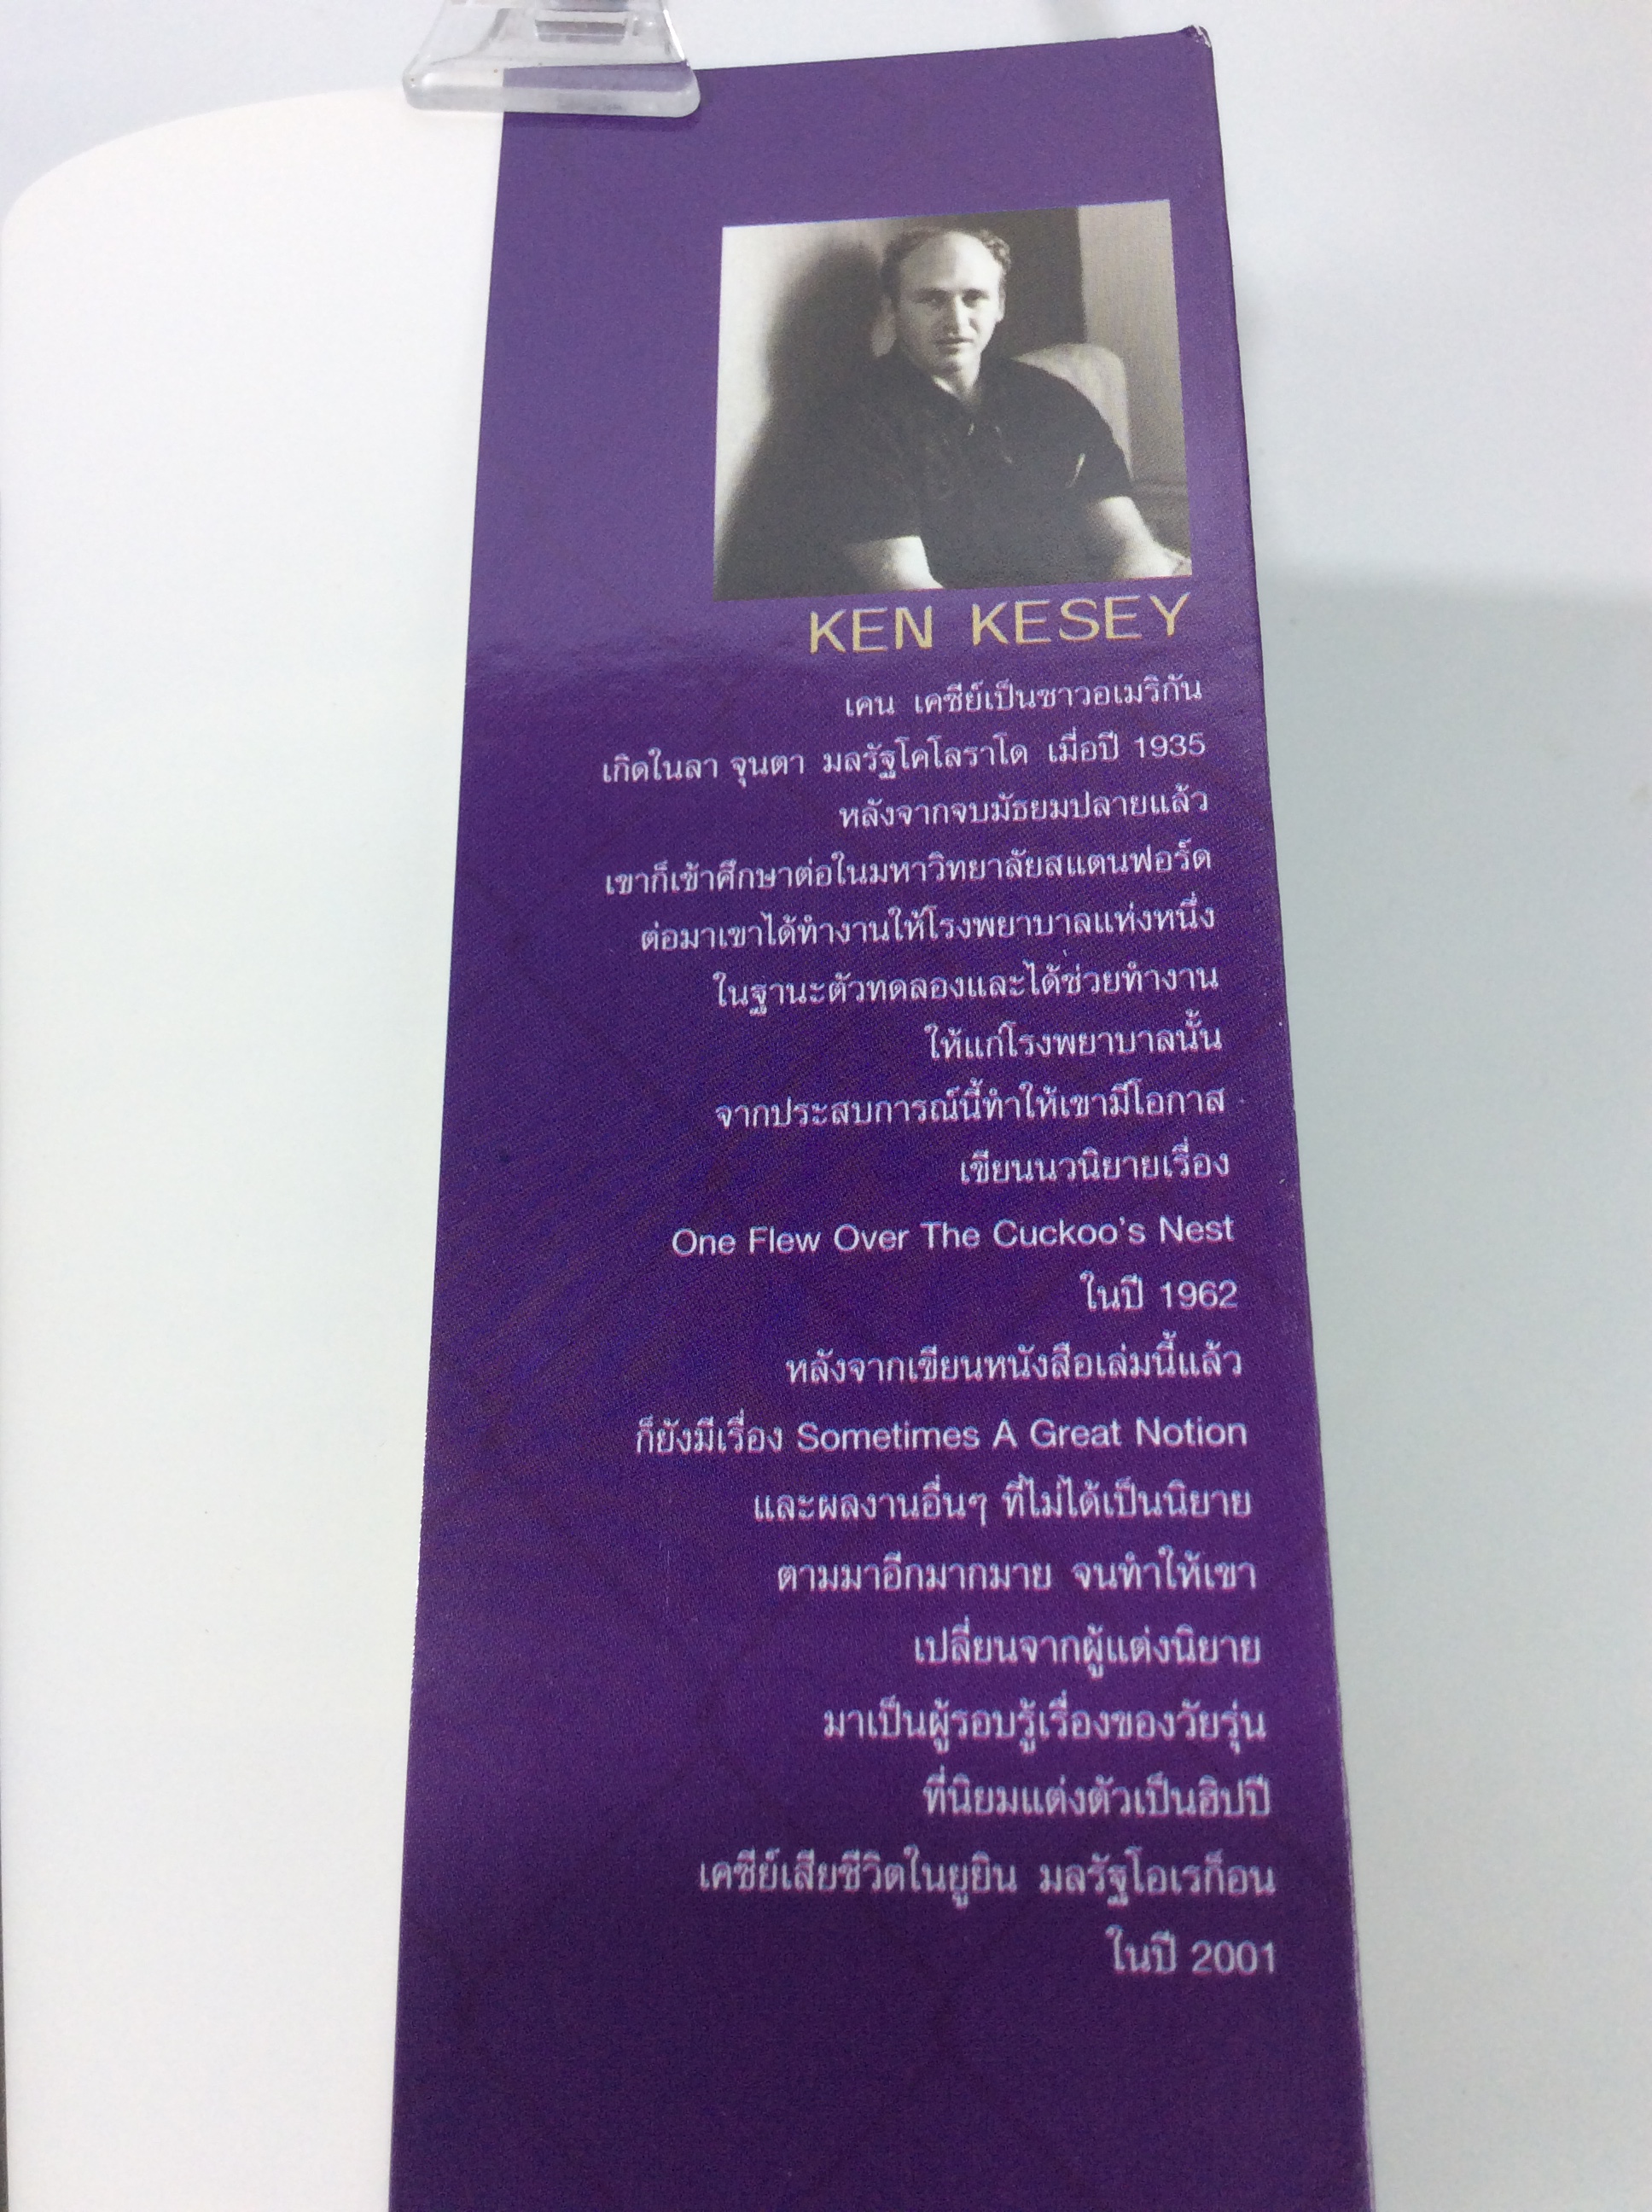 KEN KESEY
เคน เคซีย์เป็นชาวอเมริกัน
เกิดในลา จุนตา มลรัฐโคโลราโด เมื่อปี 1935
หลังจากจบมัธยมปลายแล้ว
เขาก็เข้าศึกษาต่อในมหาวิทยาลัยสแตนฟอร์ด
ต่อมาเขาได้ทำงานให้โรงพยาบาลแห่งหนึ่ง
ในฐานะตัวทดลองและได้ช่วยทำงาน
ให้แก่โรงพยาบาลนั้น
จากประสบการณ์นี้ทำให้เขามีโอกาส
เขียนนวนิยายเรื่อง
One Flew Over The Cuckoo's Nest
ในปี 1962
หลังจากเขียนหนังสือเล่มนี้แล้ว
ก็ยังมีเรื่อง Sometimes A Great Notion
และผลงานอื่นๆ ที่ไม่ได้เป็นนิยาย
ตามมาอีกมากมาย จนทำให้เขา
เปลี่ยนจากผู้แต่งนิยาย
มาเป็นผู้รอบรู้เรื่องของวัยรุ่น
ที่นิยมแต่งตัวเป็นฮิปปี
เคซีย์เสียชีวิตในยูยิน มลรัฐโอเรก็อน
ในปี 2001